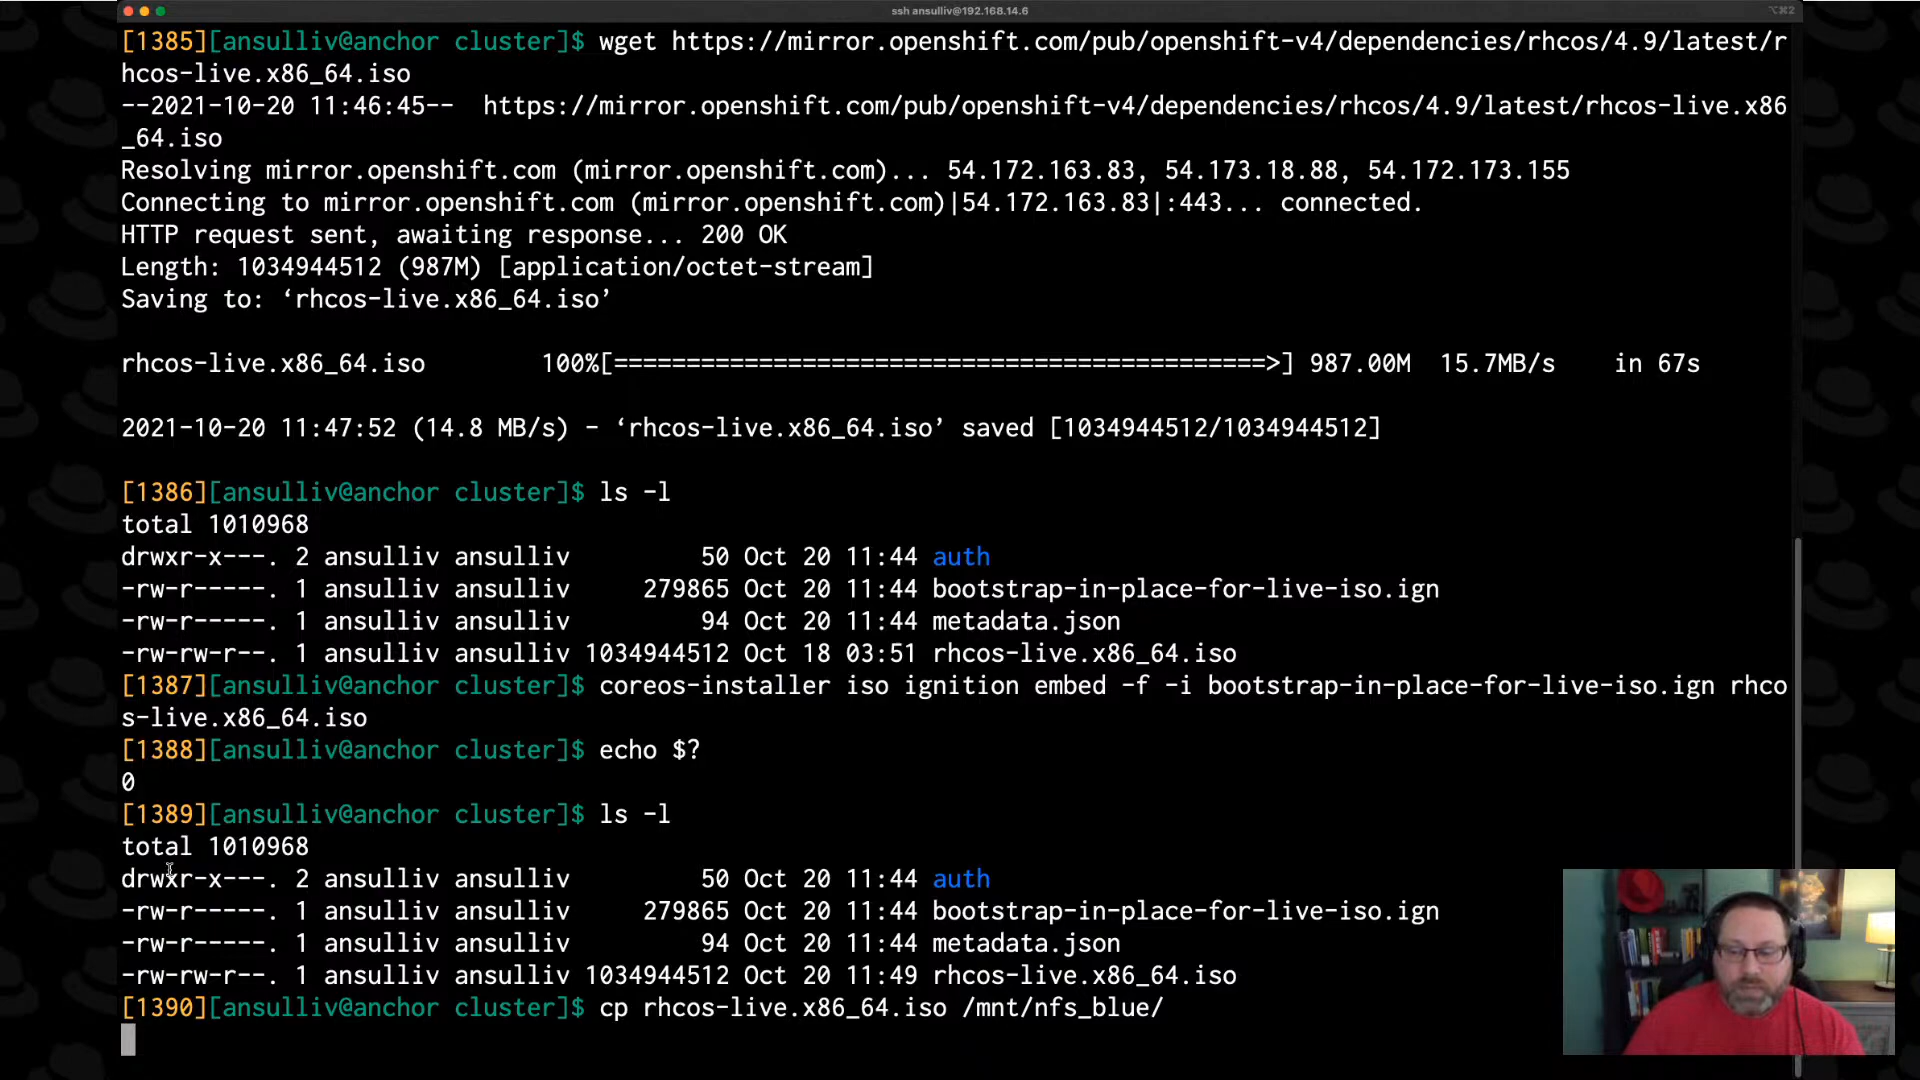 ssh ansulliv@192.168.14.6
⌥⌘2
[1385][ansulliv@anchor cluster]$ wget https://mirror.openshift.com/pub/openshift-v4/dependencies/rhcos/4.9/latest/r
hcos-live.x86_64.iso
--2021-10-20 11:46:45--  https://mirror.openshift.com/pub/openshift-v4/dependencies/rhcos/4.9/latest/rhcos-live.x86
_64.iso
Resolving mirror.openshift.com (mirror.openshift.com)... 54.172.163.83, 54.173.18.88, 54.172.173.155
Connecting to mirror.openshift.com (mirror.openshift.com)|54.172.163.83|:443... connected.
HTTP request sent, awaiting response... 200 OK
Length: 1034944512 (987M) [application/octet-stream]
Saving to: ‘rhcos-live.x86_64.iso’
rhcos-live.x86_64.iso        100%[=============================================>] 987.00M  15.7MB/s    in 67s
2021-10-20 11:47:52 (14.8 MB/s) - ‘rhcos-live.x86_64.iso’ saved [1034944512/1034944512]
[1386][ansulliv@anchor cluster]$ ls -l
total 1010968
drwxr-x---. 2 ansulliv ansulliv         50 Oct 20 11:44 auth
-rw-r-----. 1 ansulliv ansulliv     279865 Oct 20 11:44 bootstrap-in-place-for-live-iso.ign
-rw-r-----. 1 ansulliv ansulliv         94 Oct 20 11:44 metadata.json
-rw-rw-r--. 1 ansulliv ansulliv 1034944512 Oct 18 03:51 rhcos-live.x86_64.iso
[1387][ansulliv@anchor cluster]$ coreos-installer iso ignition embed -f -i bootstrap-in-place-for-live-iso.ign rhco
s-live.x86_64.iso
[1388][ansulliv@anchor cluster]$ echo $?
0
[1389][ansulliv@anchor cluster]$ ls -l
total 1010968
drwxr-x---. 2 ansulliv ansulliv         50 Oct 20 11:44 auth
-rw-r-----. 1 ansulliv ansulliv     279865 Oct 20 11:44 bootstrap-in-place-for-live-iso.ign
-rw-r-----. 1 ansulliv ansulliv         94 Oct 20 11:44 metadata.json
-rw-rw-r--. 1 ansulliv ansulliv 1034944512 Oct 20 11:49 rhcos-live.x86_64.iso
[1390][ansulliv@anchor cluster]$ cp rhcos-live.x86_64.iso /mnt/nfs_blue/